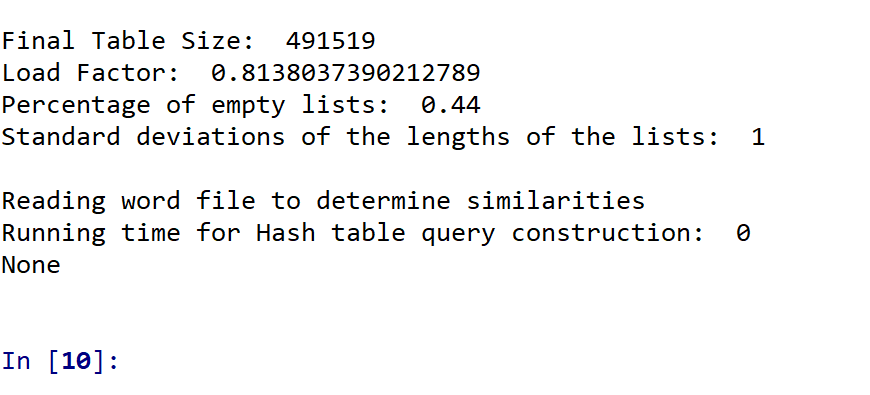 Final Table Size:  491519
Load Factor:  0.8138037390212789
Percentage of empty lists:  0.44
Standard deviations of the lengths of the lists:  1
Reading word file to determine similarities
Running time for Hash table query construction:  0
None
In [10]: